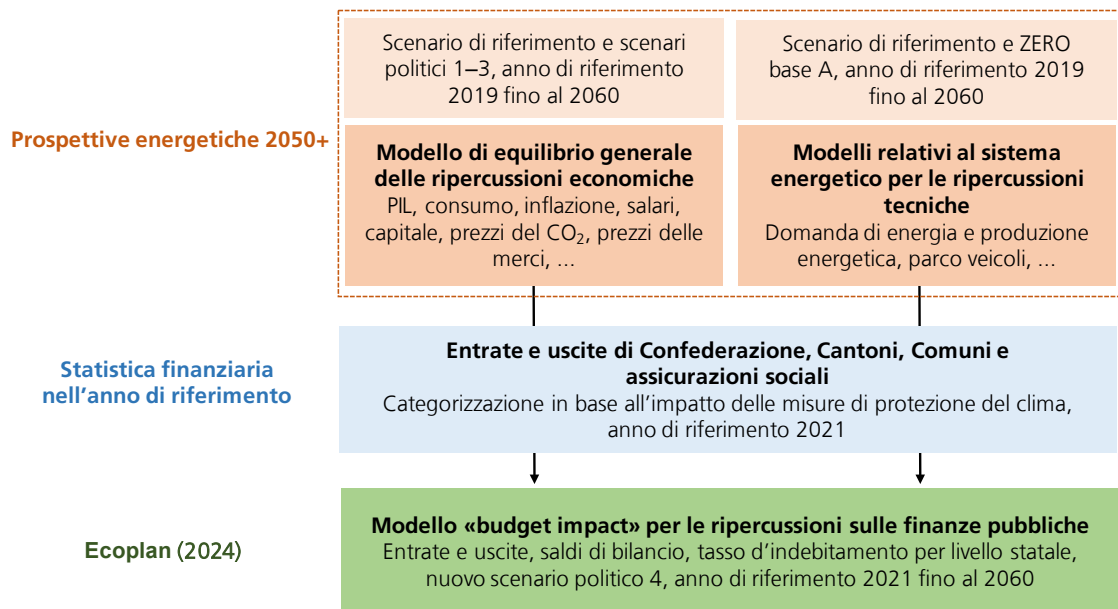 Scenario di riferimento e scenari
politici 1–3, anno di riferimento
2019 fino al 2060
Scenario di riferimento e ZERO
base A, anno di riferimento 2019
fino al 2060
Prospettive energetiche 2050+
Modello di equilibrio generale
delle ripercussioni economiche
PIL, consumo, inflazione, salari,
capitale, prezzi del CO₂, prezzi delle
merci, ...
Modelli relativi al sistema
energetico per le ripercussioni
tecniche
Domanda di energia e produzione
energetica, parco veicoli, ...
Statistica finanziaria
nell’anno di riferimento
Entrate e uscite di Confederazione, Cantoni, Comuni e
assicurazioni sociali
Categorizzazione in base all’impatto delle misure di protezione del clima,
anno di riferimento 2021
Ecoplan (2024)
Modello «budget impact» per le ripercussioni sulle finanze pubbliche
Entrate e uscite, saldi di bilancio, tasso d’indebitamento per livello statale,
nuovo scenario politico 4, anno di riferimento 2021 fino al 2060